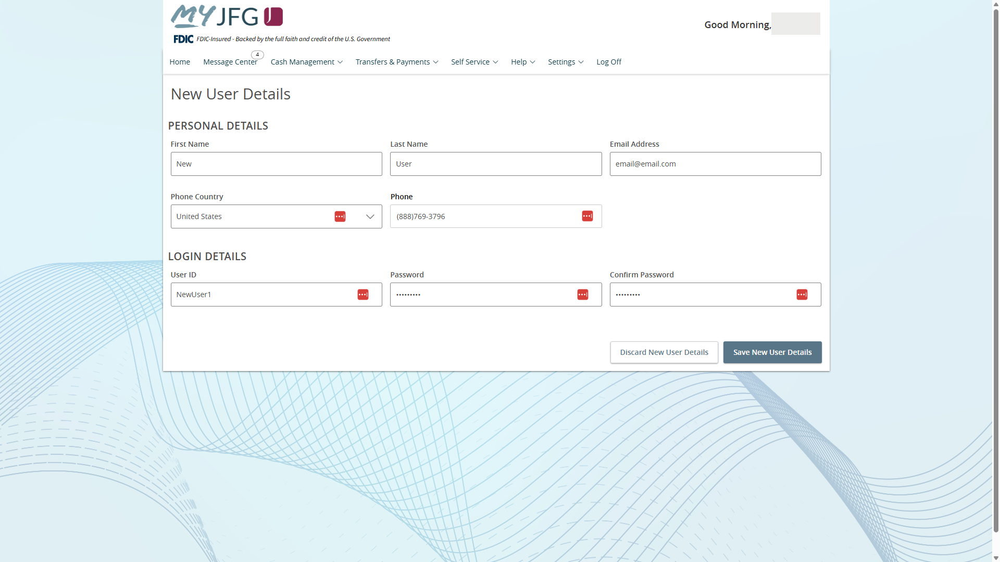 MY JFG J
Good Morning,
FDIC FDIC-Insured - Backed by the full faith and credit of the U.S. Government
4
Home Message Center Cash Management Transfers & Payments Self Service Help Settings Log Off
New User Details
PERSONAL DETAILS
First Name Last Name Email Address
New User email@email.com
Phone Country Phone
United States (888)769-3796
LOGIN DETAILS
User ID Password Confirm Password
NewUser1 ••••••••• •••••••••
Discard New User Details Save New User Details